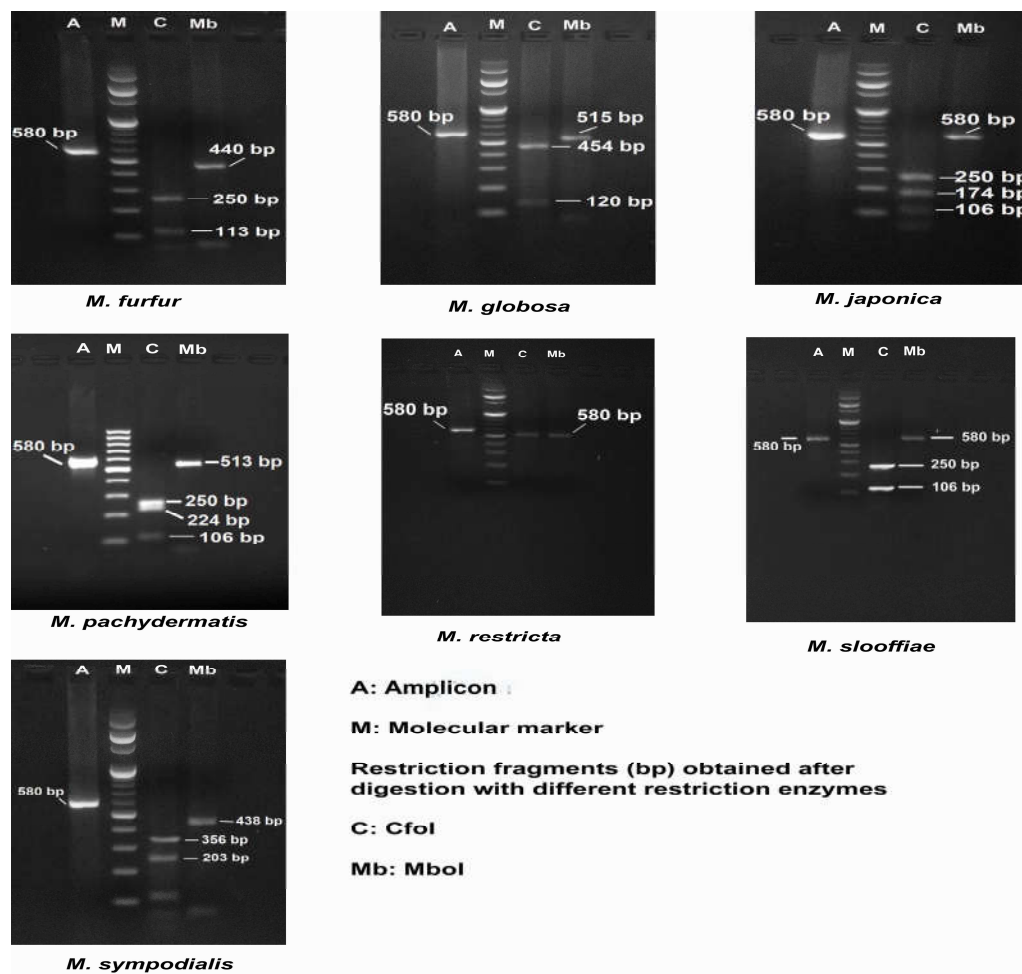 A M C Mb
580 bp
440 bp
250 bp
113 bp
M. furfur
A M C Mb
580 bp
515 bp
454 bp
120 bp
M. globosa
A M C Mb
580 bp
580 bp
250 bp
174 bp
106 bp
M. japonica
A M C Mb
580 bp
513 bp
250 bp
224 bp
106 bp
M. pachydermatis
A M C Mb
580 bp
580 bp
M. restricta
A M C Mb
580 bp
580 bp
250 bp
106 bp
M. slooffiae
A M C Mb
580 bp
438 bp
356 bp
203 bp
M. sympodialis
A: Amplicon
M: Molecular marker
Restriction fragments (bp) obtained after
digestion with different restriction enzymes
C: CfoI
Mb: MboI